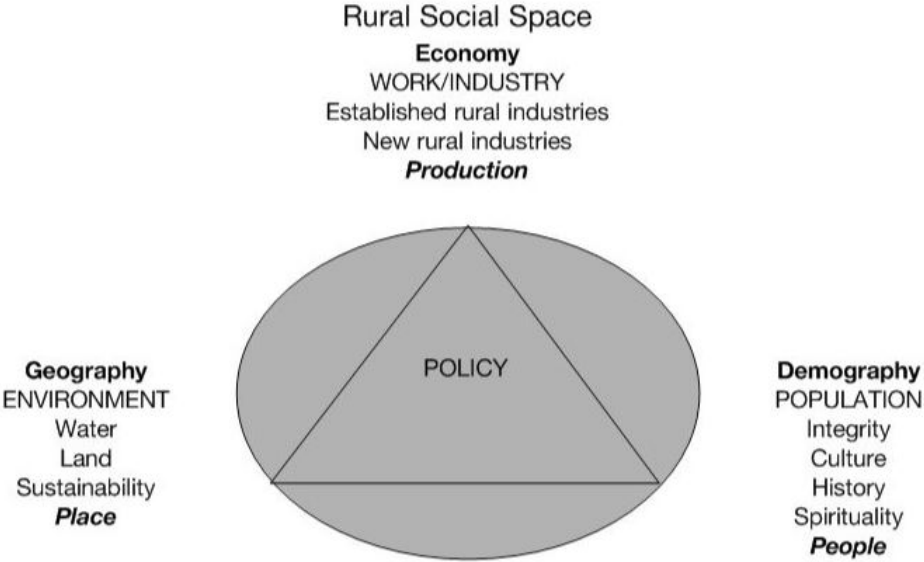 Rural Social Space
Economy
WORK/INDUSTRY
Established rural industries
New rural industries
Production
POLICY
Geography
ENVIRONMENT
Water
Land
Sustainability
Place
Demography
POPULATION
Integrity
Culture
History
Spirituality
People